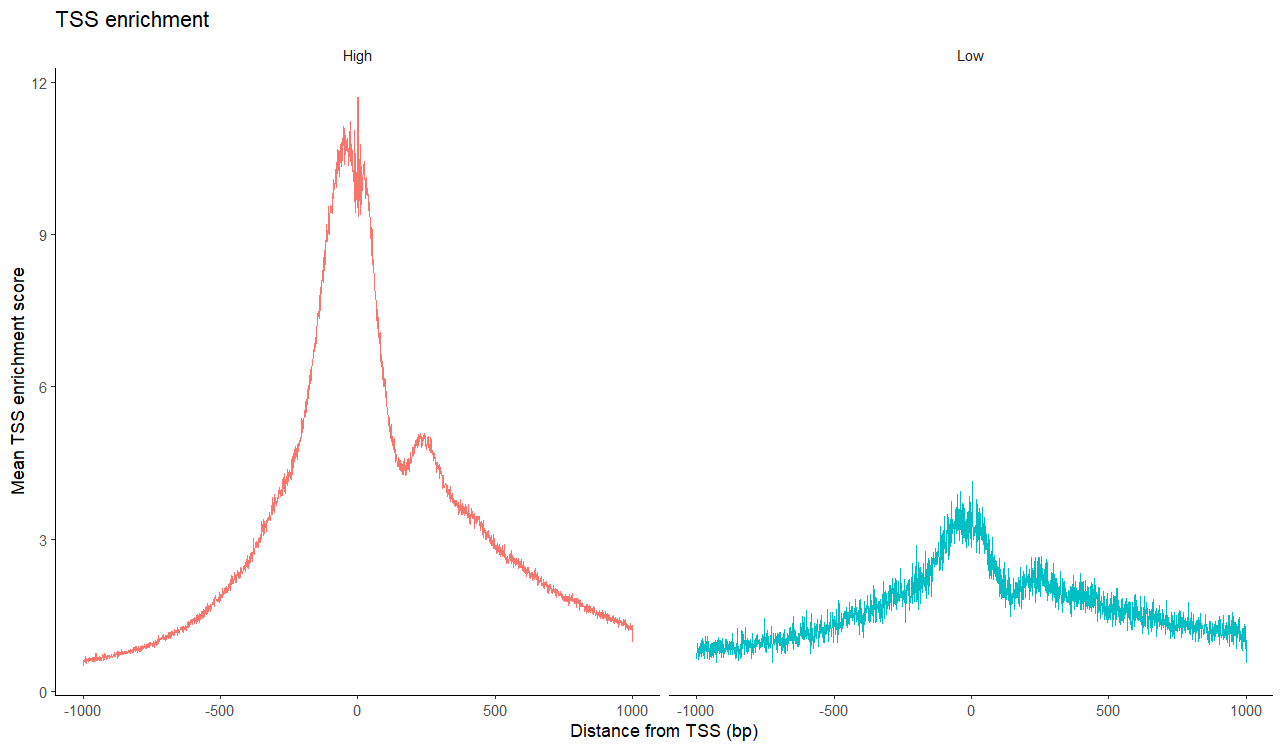 TSS enrichment
High Low
Mean TSS enrichment score
12
9
6
3
0
-1000 -500 0 500 1000 -1000 -500 0 500 1000
Distance from TSS (bp)